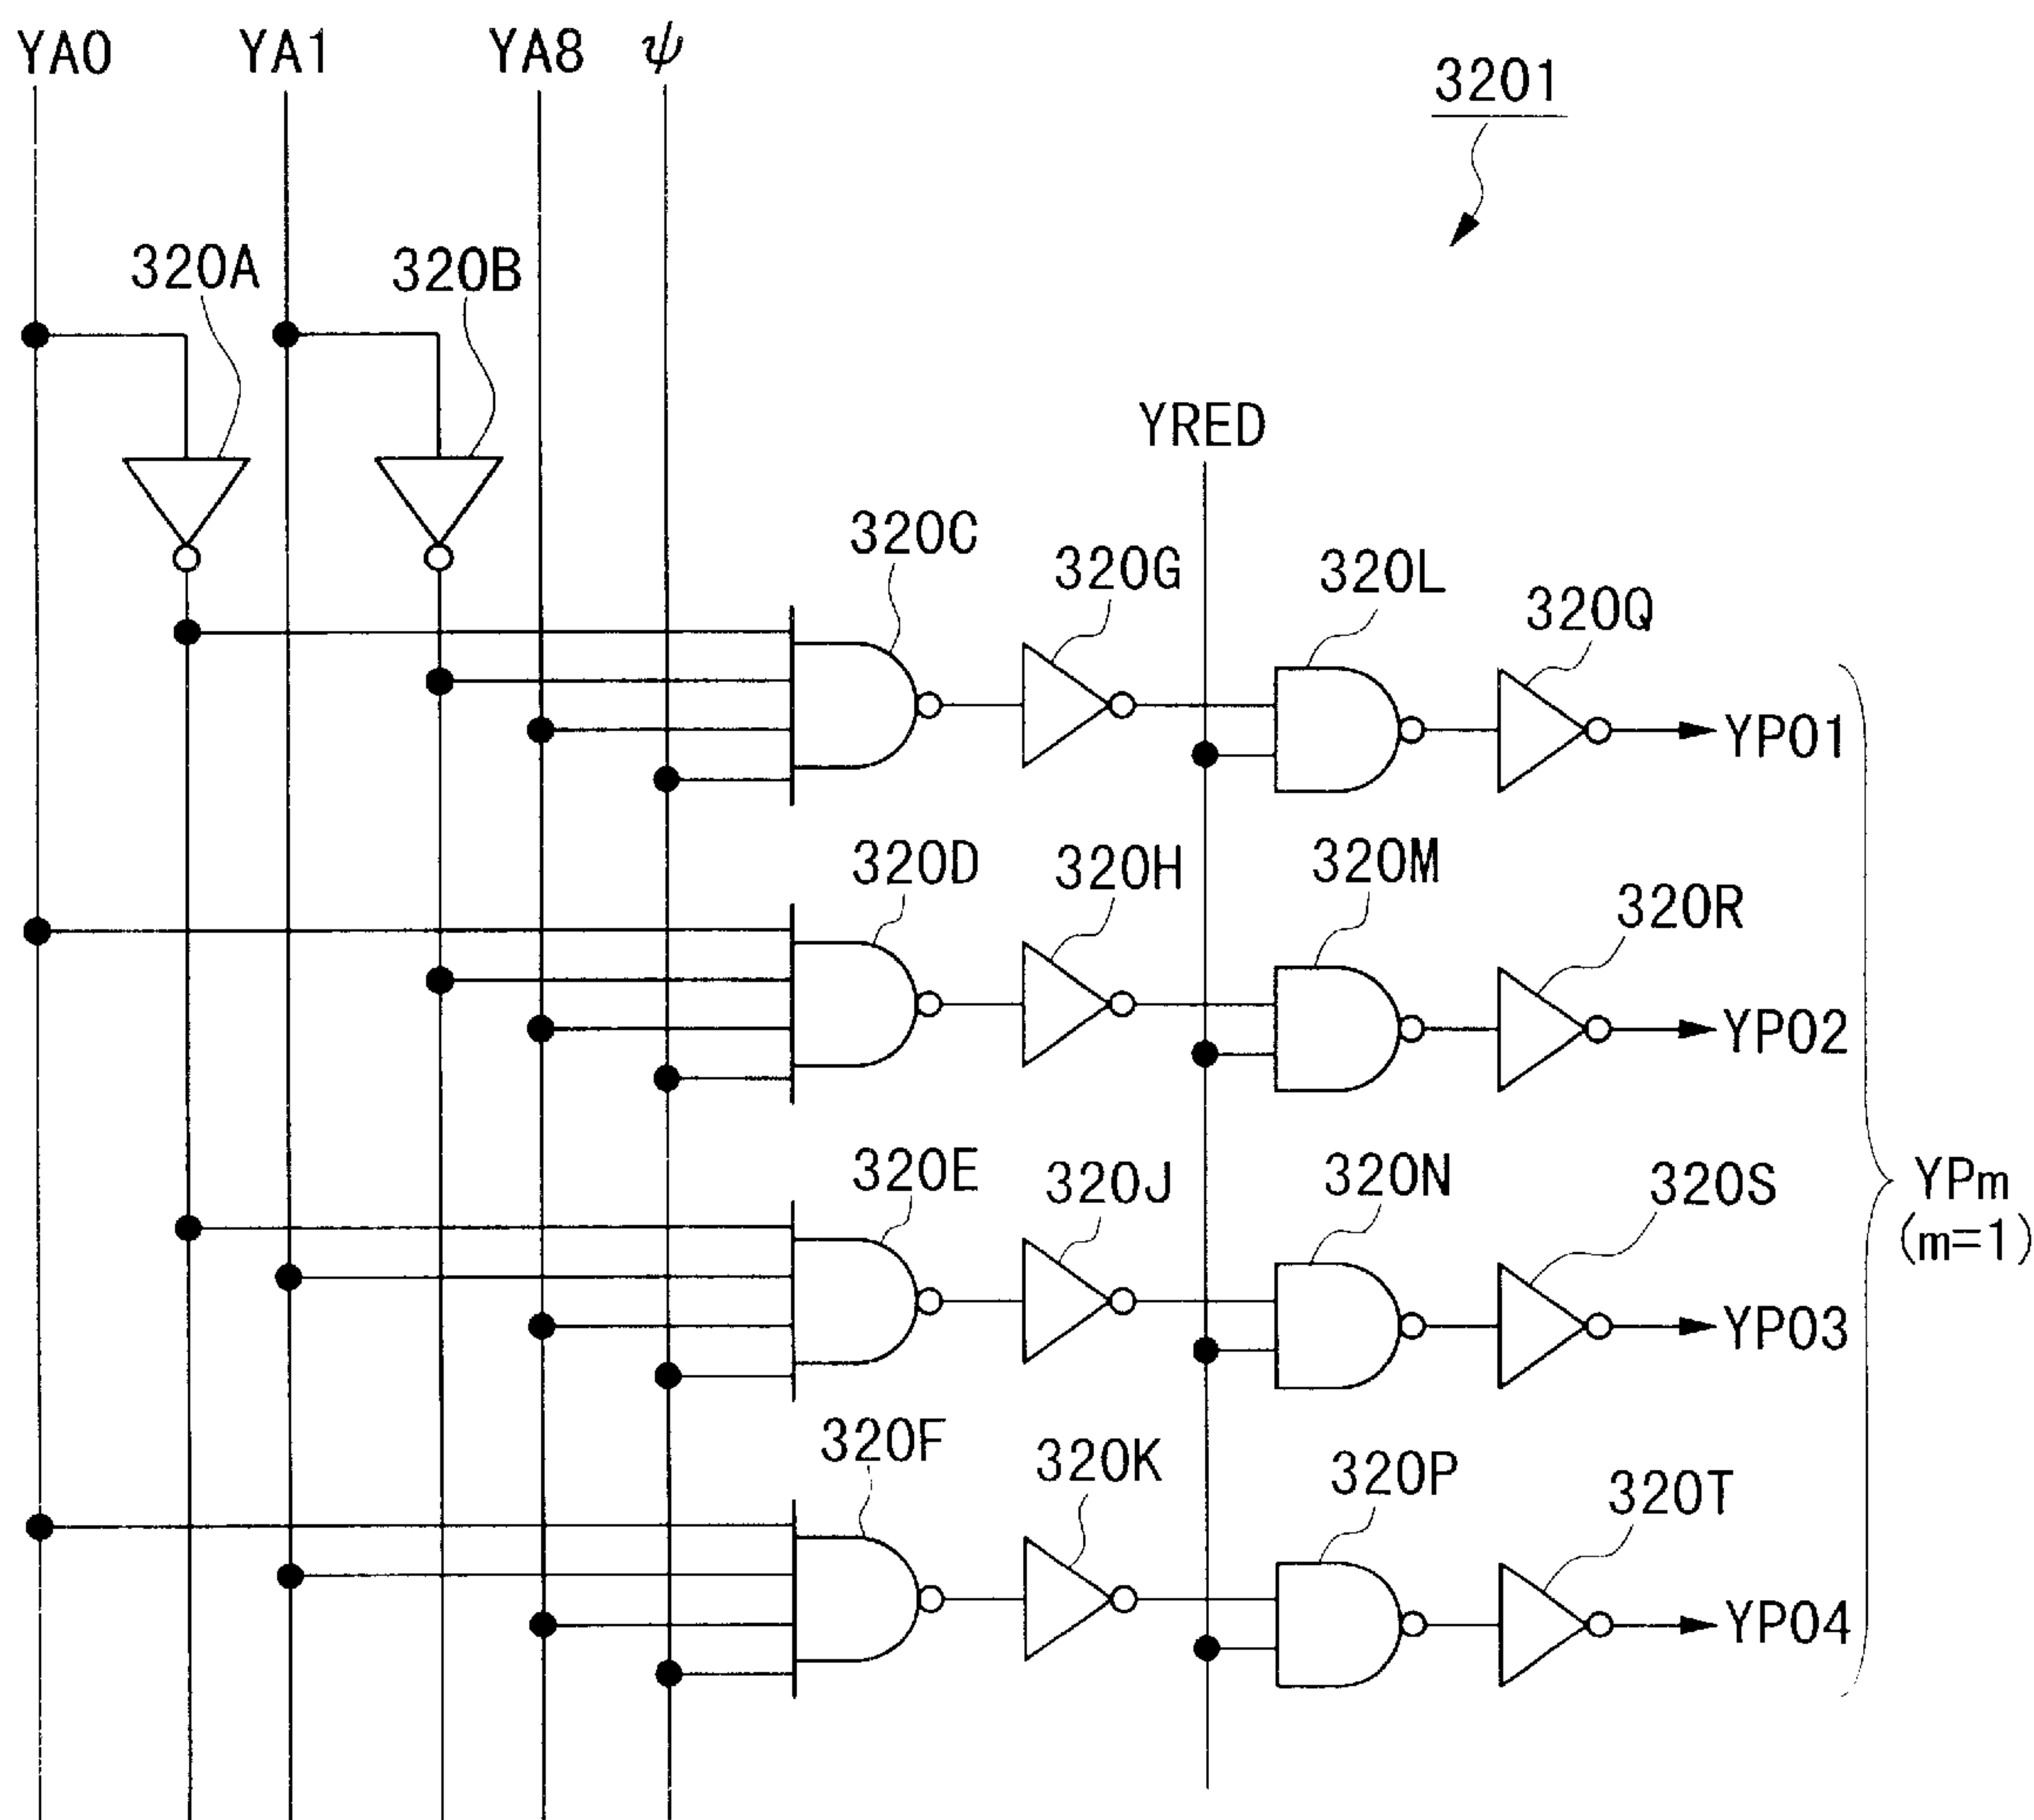 YA0 YA1 YA8 ψ
3201
320A 320B
YRED
320C 320G 320L 320Q
YP01
320D 320H 320M 320R
YP02
320E 320J 320N 320S
YPm
(m=1)
YP03
320F 320K 320P 320T
YP04